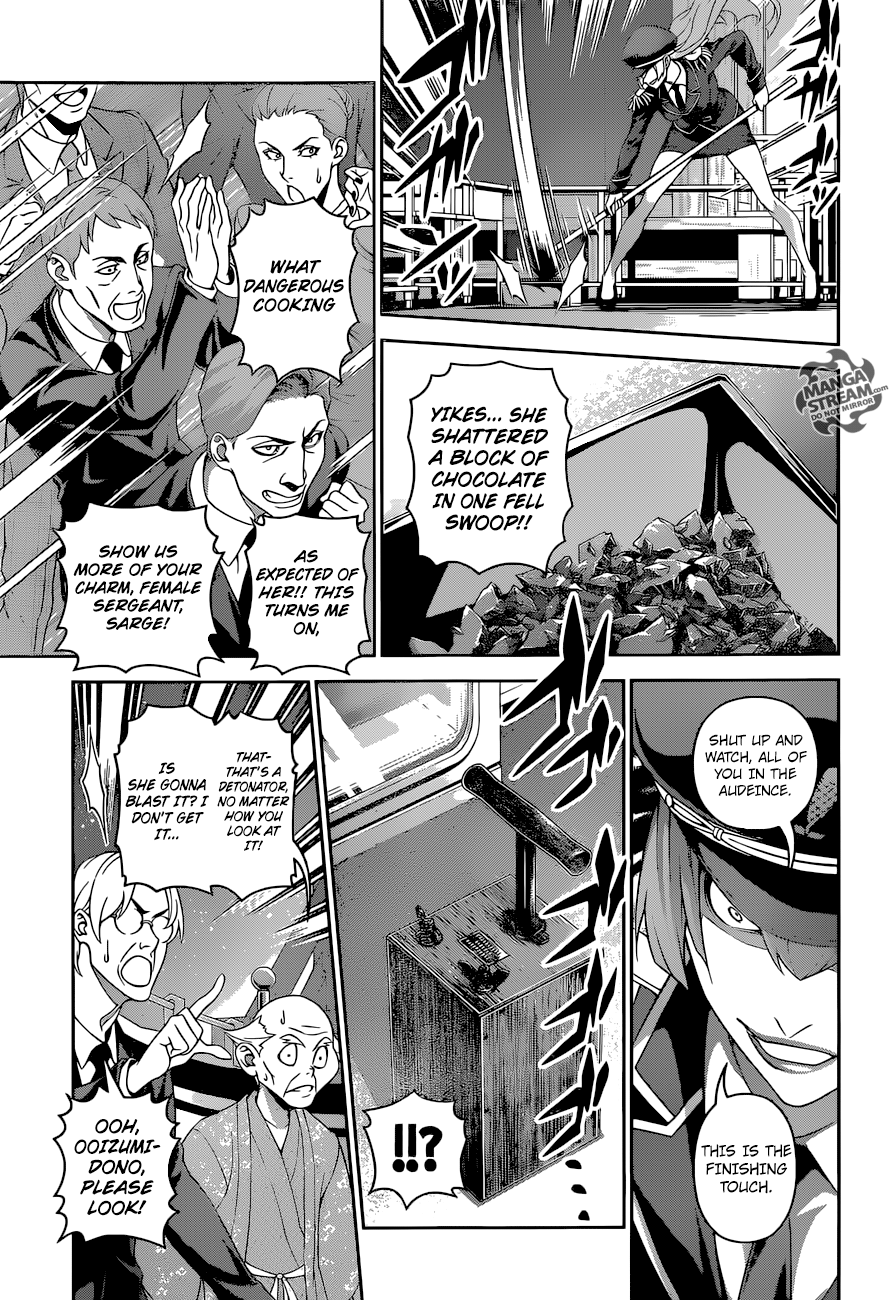 MANGA
STREAM.com
DO NOT MIRROR
YIKES... SHE
SHATTERED
A BLOCK OF
CHOCOLATE
IN ONE FELL
SWOOP!!
WHAT
DANGEROUS
COOKING
AS
EXPECTED OF
HER!! THIS
TURNS ME
ON,
SHOW US
MORE OF YOUR
CHARM, FEMALE
SERGEANT,
SARGE!
SHUT UP AND
WATCH, ALL OF
YOU IN THE
AUDEINCE.
THIS IS THE
FINISHING
TOUCH.
!!?
THAT-
THAT'S A
DETONATOR,
NO MATTER
HOW YOU
LOOK AT
IT!
IS
SHE GONNA
BLAST IT? I
DON'T GET
IT...
OOH,
OOIZUMI-
DONO,
PLEASE
LOOK!